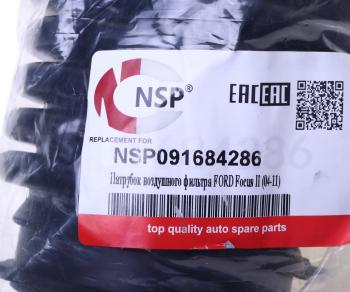 NSP®
EAC EAC
REPLACEMENT FOR
NSP091684286
Патрубок воздушного фильтра FORD Focus II (04-11)
top quality auto spare parts